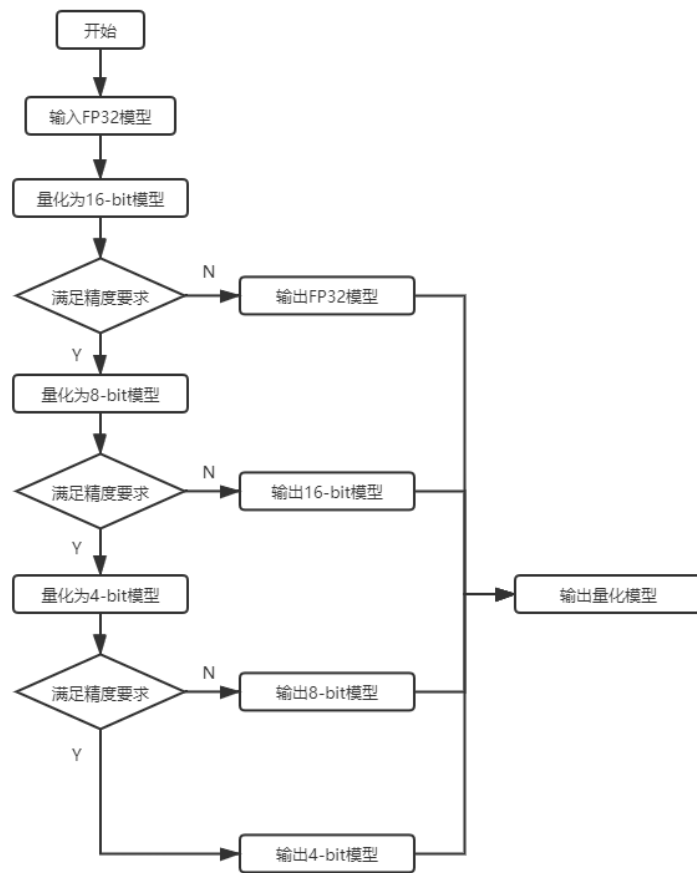 开始
输入FP32模型
量化为16-bit模型
满足精度要求
N
输出FP32模型
Y
量化为8-bit模型
满足精度要求
N
输出16-bit模型
Y
量化为4-bit模型
输出量化模型
满足精度要求
N
输出8-bit模型
Y
输出4-bit模型